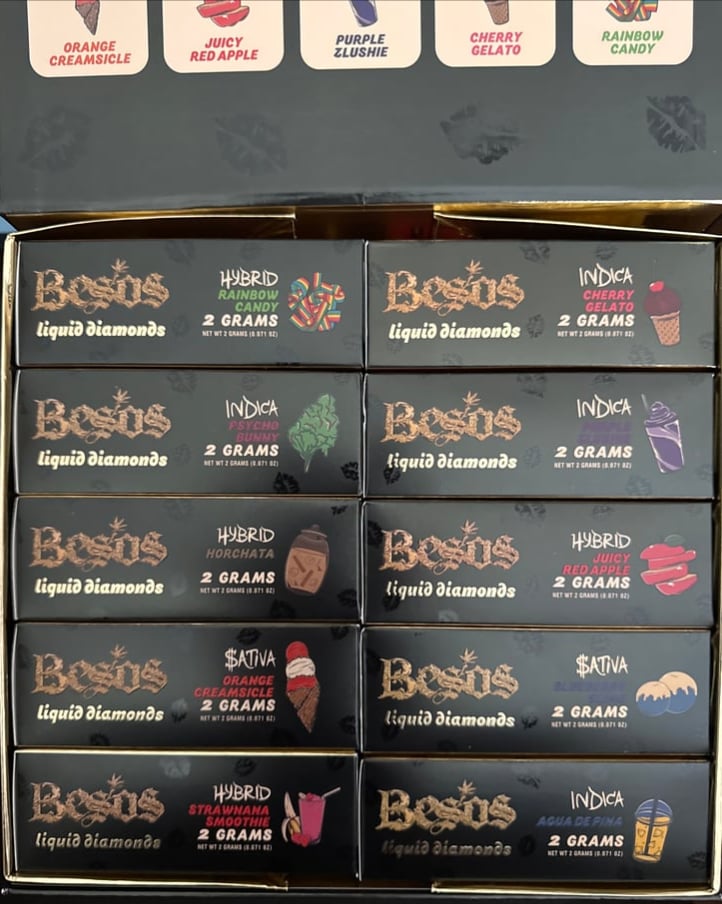 ORANGE
CREAMSICLE
JUICY
RED APPLE
PURPLE
ZLUSHIE
CHERRY
GELATO
RAINBOW
CANDY
Besos
liquid diamonds
HYBRID
RAINBOW
CANDY
2 GRAMS
NET WT 2 GRAMS (0.071 OZ)
Besos
liquid diamonds
INDICA
CHERRY
GELATO
2 GRAMS
NET WT 2 GRAMS (0.071 OZ)
Besos
liquid diamonds
INDICA
PSYCHO
BUNNY
2 GRAMS
NET WT 2 GRAMS (0.071 OZ)
Besos
liquid diamonds
INDICA
PURPLE
ZLUSHIE
2 GRAMS
NET WT 2 GRAMS (0.071 OZ)
Besos
liquid diamonds
HYBRID
HORCHATA
2 GRAMS
NET WT 2 GRAMS (0.071 OZ)
Besos
liquid diamonds
HYBRID
JUICY
RED APPLE
2 GRAMS
NET WT 2 GRAMS (0.071 OZ)
Besos
liquid diamonds
$ATIVA
ORANGE
CREAMSICLE
2 GRAMS
NET WT 2 GRAMS (0.071 OZ)
Besos
liquid diamonds
$ATIVA
2 GRAMS
NET WT 2 GRAMS (0.071 OZ)
Besos
liquid diamonds
HYBRID
STRAWNANA
SMOOTHIE
2 GRAMS
NET WT 2 GRAMS (0.071 OZ)
Besos
liquid diamonds
INDICA
AGUA DE PINA
2 GRAMS
NET WT 2 GRAMS (0.071 OZ)